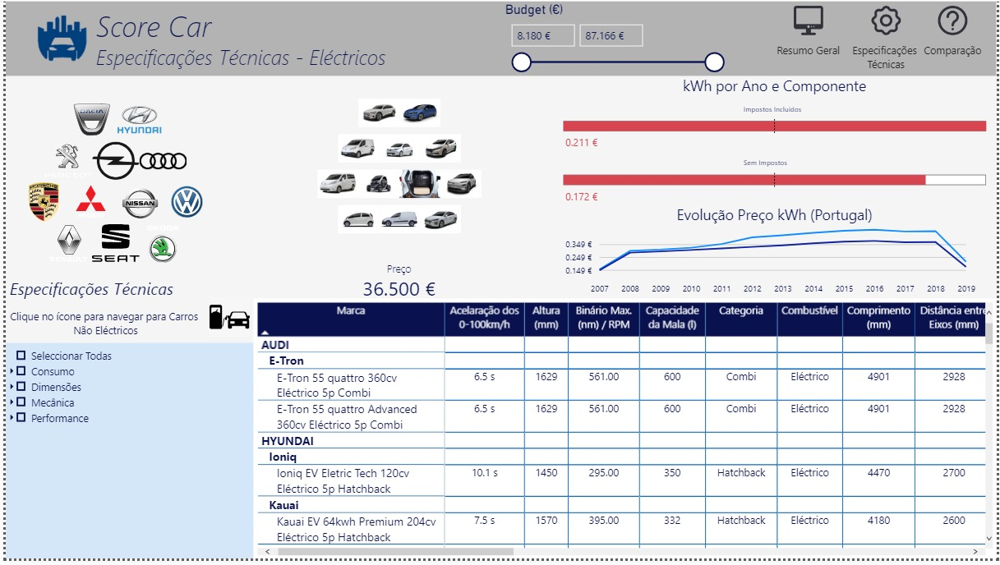 Score Car
Especificações Técnicas - Eléctricos
Budget (€)
8.180 €
87.166 €
Resumo Geral
Especificações
Técnicas
Comparação
DACIA
HYUNDAI
PEUGEOT
NISSAN
RENAULT
SEAT
SKODA
Preço
36.500 €
kWh por Ano e Componente
Impostos Incluídos
0.211 €
Sem Impostos
0.172 €
Evolução Preço kWh (Portugal)
0.349 €
0.249 €
0.149 €
2007 2008 2009 2010 2011 2012 2013 2014 2015 2016 2017 2018 2019
Especificações Técnicas
Clique no ícone para navegar para Carros
Não Eléctricos
Seleccionar Todas
Consumo
Dimensões
Mecânica
Performance
Marca Acelaração dos Altura Binário Max. Capacidade Categoria Combustível Comprimento Distância entre
0-100km/h (mm) (nm) / RPM da Mala (l) (mm) Eixos (mm)
AUDI
E-Tron
E-Tron 55 quattro 360cv 6.5 s 1629 561.00 600 Combi Eléctrico 4901 2928
Eléctrico 5p Combi
E-Tron 55 quattro Advanced 6.5 s 1629 561.00 600 Combi Eléctrico 4901 2928
360cv Eléctrico 5p Combi
HYUNDAI
Ioniq
Ioniq EV Eletric Tech 120cv 10.1 s 1450 295.00 350 Hatchback Eléctrico 4470 2700
Eléctrico 5p Hatchback
Kauai
Kauai EV 64kwh Premium 204cv 7.5 s 1570 395.00 332 Hatchback Eléctrico 4180 2600
Eléctrico 5p Hatchback